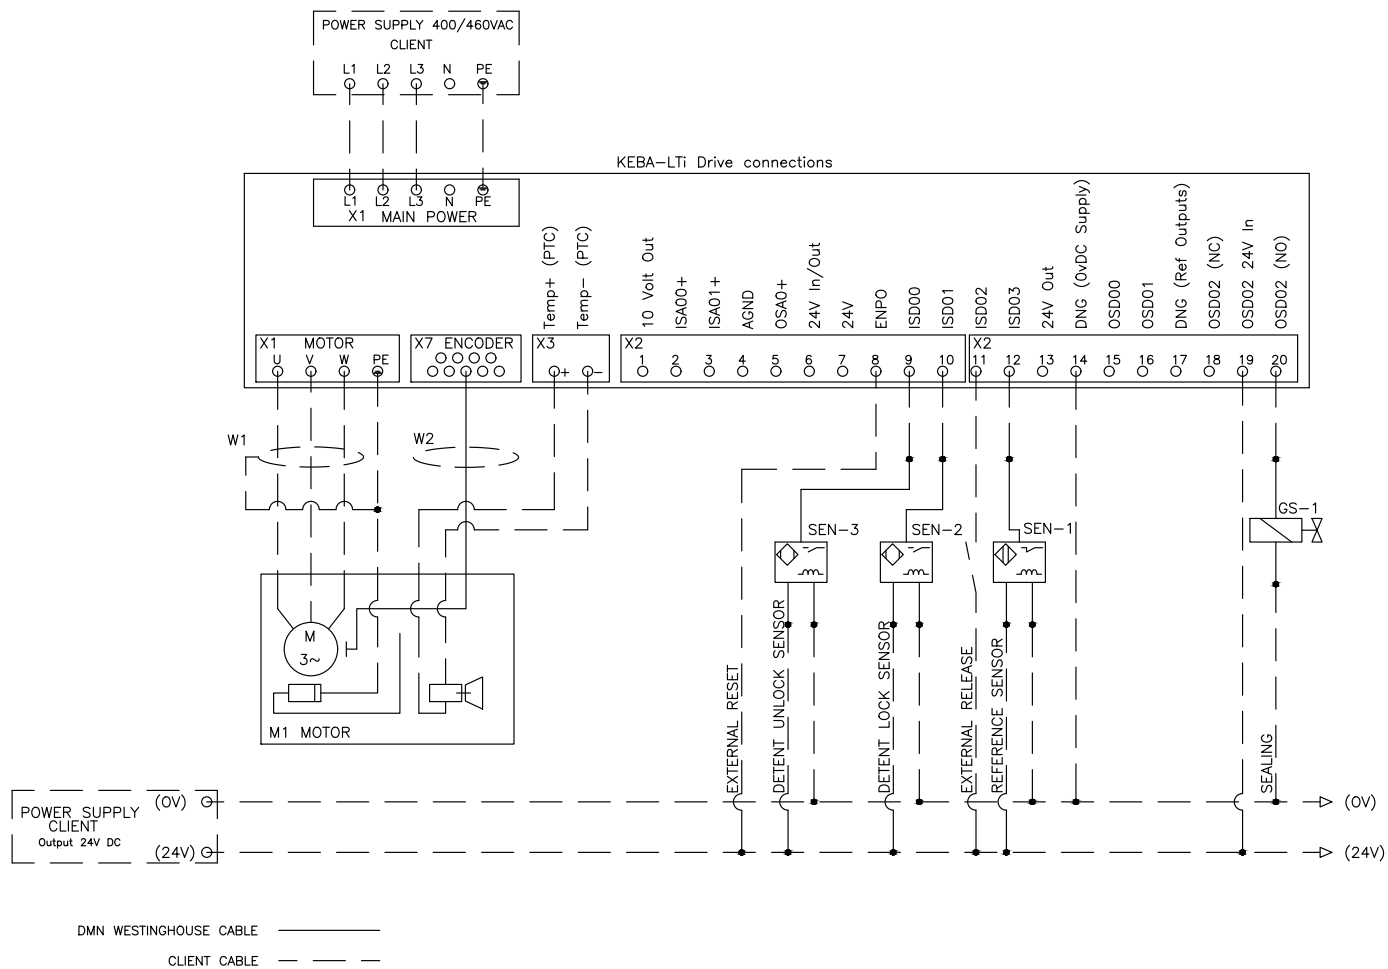 POWER SUPPLY 400/460VAC
CLIENT
L1 L2 L3 N PE
KEBA-LTi Drive connections
L1 L2 L3 N PE
X1 MAIN POWER
Temp+ (PTC)
Temp- (PTC)
10 Volt Out
ISA00+
ISA01+
AGND
OSA0+
24V In/Out
24V
ENPO
ISD00
ISD01
ISD02
ISD03
24V Out
DNG (0vDC Supply)
OSD00
OSD01
DNG (Ref Outputs)
OSD02 (NC)
OSD02 24V In
OSD02 (NO)
X1 MOTOR
U V W PE
X7 ENCODER
X3
+ -
X2
1 2 3 4 5 6 7 8 9 10
X2
11 12 13 14 15 16 17 18 19 20
W1
W2
SEN-3
SEN-2
SEN-1
GS-1
M
3~
M1 MOTOR
EXTERNAL RESET
DETENT UNLOCK SENSOR
DETENT LOCK SENSOR
EXTERNAL RELEASE
REFERENCE SENSOR
SEALING
POWER SUPPLY
CLIENT
Output 24V DC
(0V)
(24V)
(0V)
(24V)
DMN WESTINGHOUSE CABLE
CLIENT CABLE